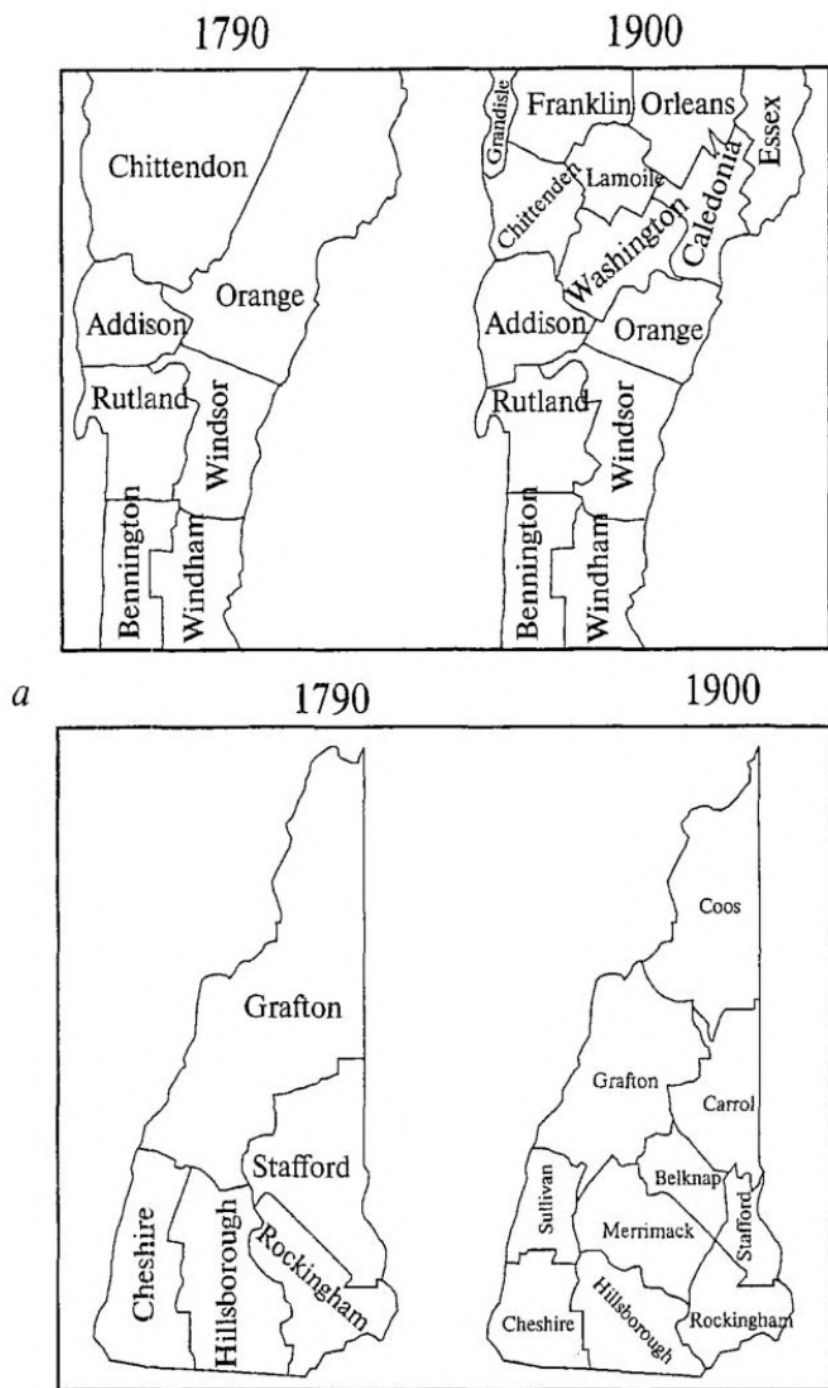 1790
1900
Chittendon
Orange
Addison
Rutland
Windsor
Bennington
Windham
Grandisle
Franklin
Orleans
Essex
Chittenden
Lamoile
Caledonia
Washington
Addison
Orange
Rutland
Windsor
Bennington
Windham
a
1790
1900
Grafton
Stafford
Cheshire
Hillsborough
Rockingham
Coos
Grafton
Carrol
Sullivan
Belknap
Stafford
Merrimack
Cheshire
Hillsborough
Rockingham